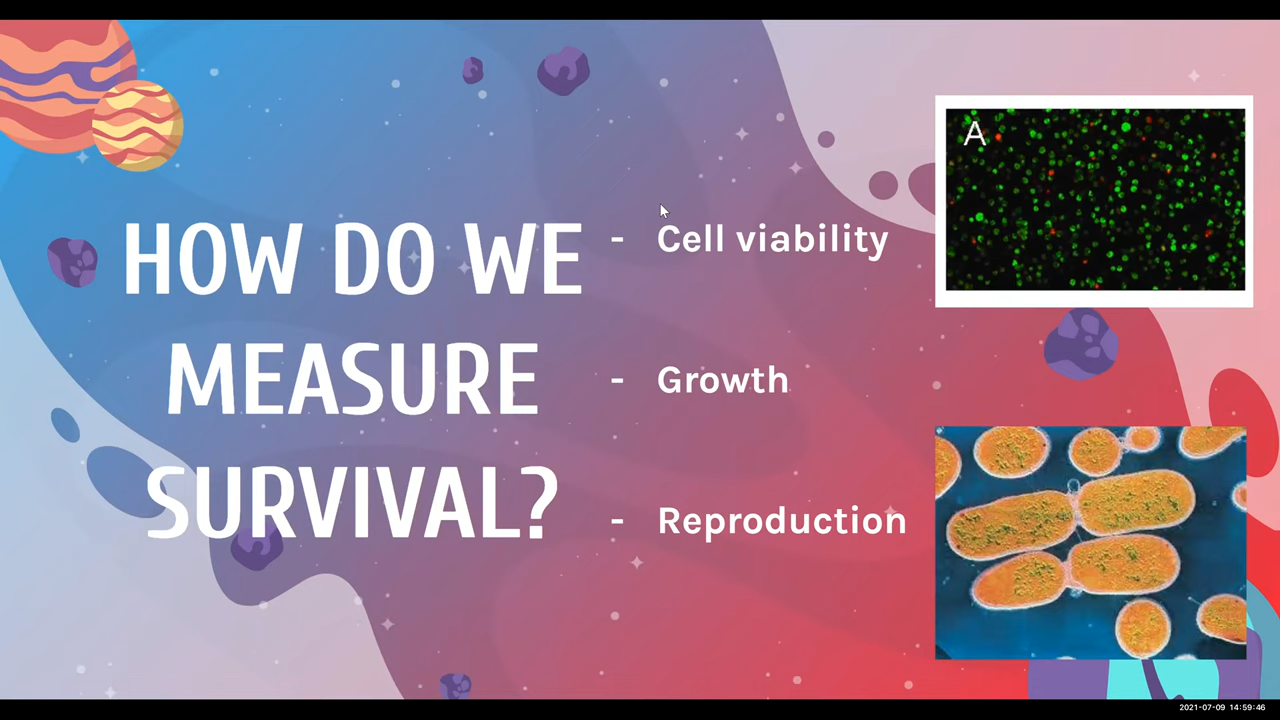 HOW DO WE
MEASURE
SURVIVAL?
- Cell viability
- Growth
- Reproduction
A
2021-07-09 14:59:46